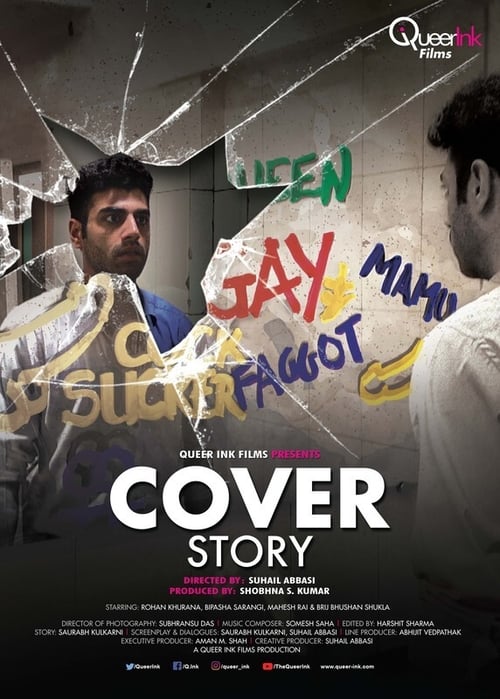 QueerInk
Films
UEEN
GAY
MAMU
COCK
SUCKER
FAGGOT
QUEER INK FILMS PRESENTS
COVER
STORY
DIRECTED BY: SUHAIL ABBASI
PRODUCED BY: SHOBHNA S. KUMAR
STARRING: ROHAN KHURANA, BIPASHA SARANGI, MAHESH RAI & BRIJ BHUSHAN SHUKLA
DIRECTOR OF PHOTOGRAPHY: SUBHRANSU DAS | MUSIC COMPOSER: SOMESH SAHA | EDITED BY: HARSHIT SHARMA
STORY: SAURABH KULKARNI | SCREENPLAY & DIALOGUES: SAURABH KULKARNI, SUHAIL ABBASI | LINE PRODUCER: ABHIJIT VEDPATHAK
EXECUTIVE PRODUCER: AMAN M. SHAH | CREATIVE PRODUCER: SUHAIL ABBASI
A QUEER INK FILMS PRODUCTION
/QueerInk /Q.Ink /queer_ink /TheQueerInk www.queer-ink.com